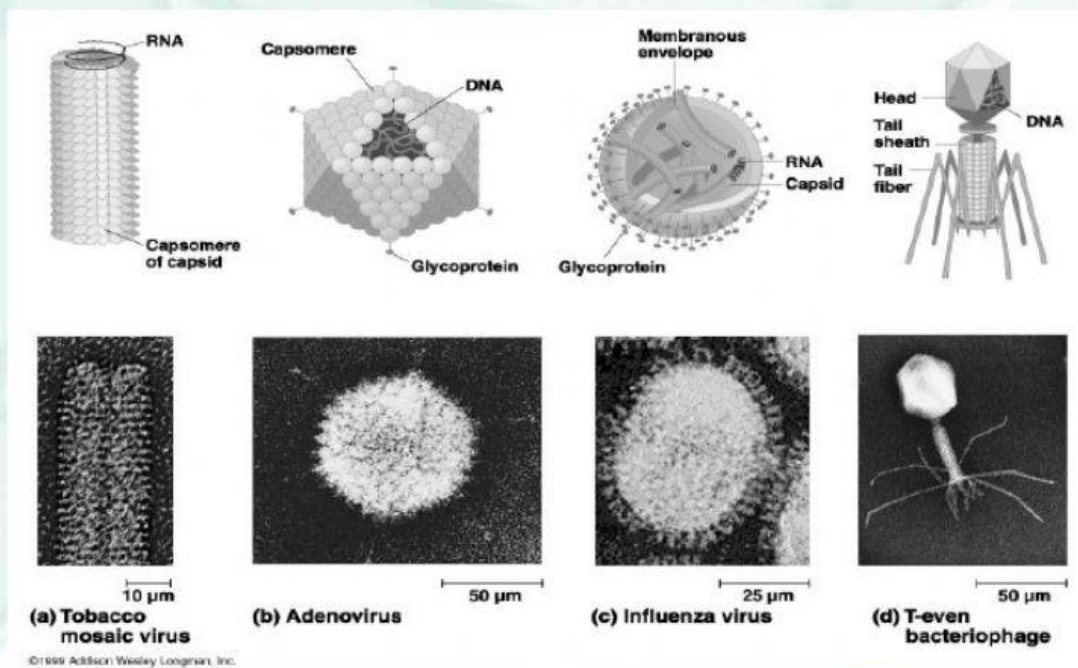 RNA
Capsomere
of capsid
Capsomere
DNA
Glycoprotein
Membranous
envelope
RNA
Capsid
Glycoprotein
Head
DNA
Tail
sheath
Tail
fiber
10 µm
50 µm
25 µm
50 µm
(a) Tobacco
mosaic virus
(b) Adenovirus
(c) Influenza virus
(d) T-even
bacteriophage
©1999 Addison Wesley Longman, Inc.